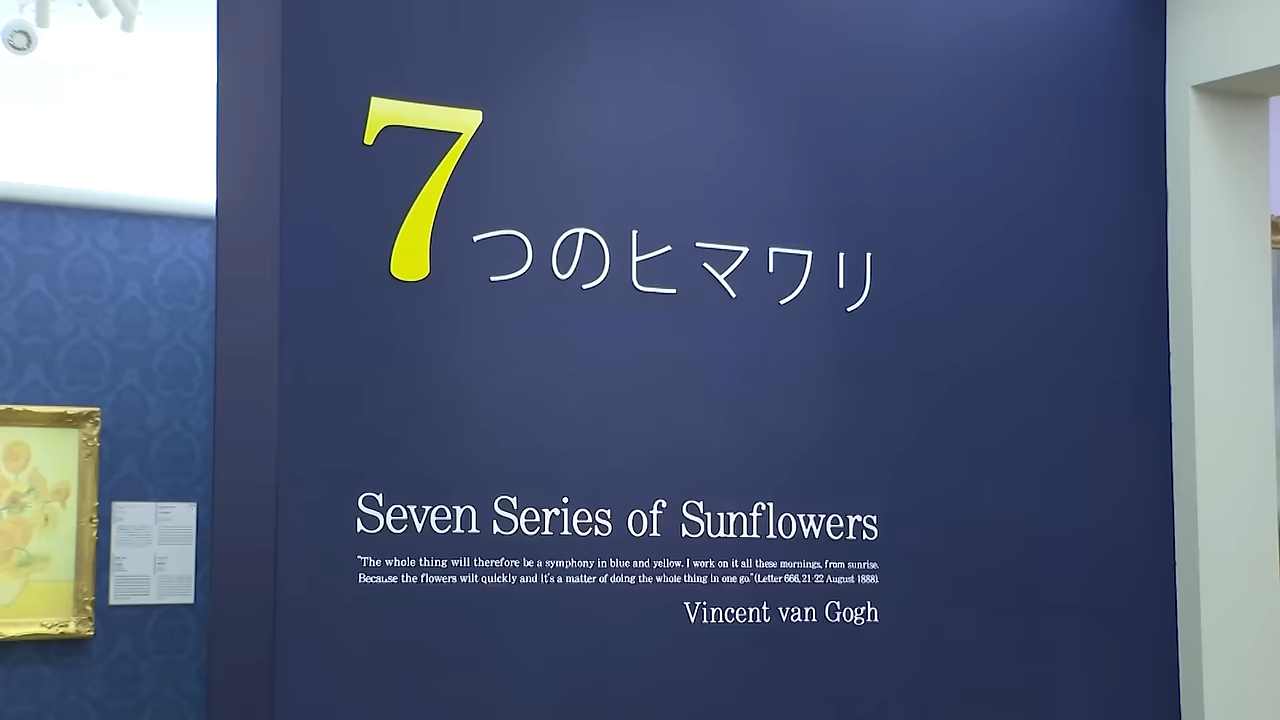 7つのヒマワリ
Seven Series of Sunflowers
"The whole thing will therefore be a symphony in blue and yellow. I work on it all these mornings, from sunrise.
Because the flowers wilt quickly and it's a matter of doing the whole thing in one go." (Letter 666, 21-22 August 1888).
Vincent van Gogh